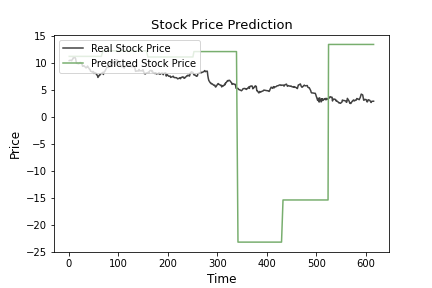 Stock Price Prediction
Real Stock Price
Predicted Stock Price
Price
15
10
5
0
−5
−10
−15
−20
−25
0 100 200 300 400 500 600
Time